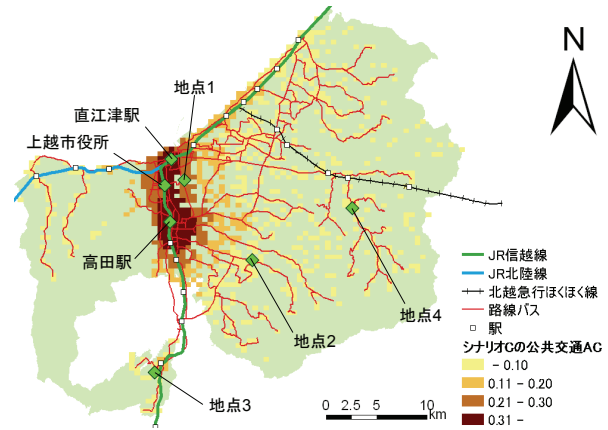 N
地点1
直江津駅
上越市役所
高田駅
地点2
地点4
地点3
JR信越線
JR北陸線
北越急行ほくほく線
路線バス
駅
シナリオCの公共交通AC
- 0.10
0.11 - 0.20
0.21 - 0.30
0.31 -
0 2.5 5 10
km